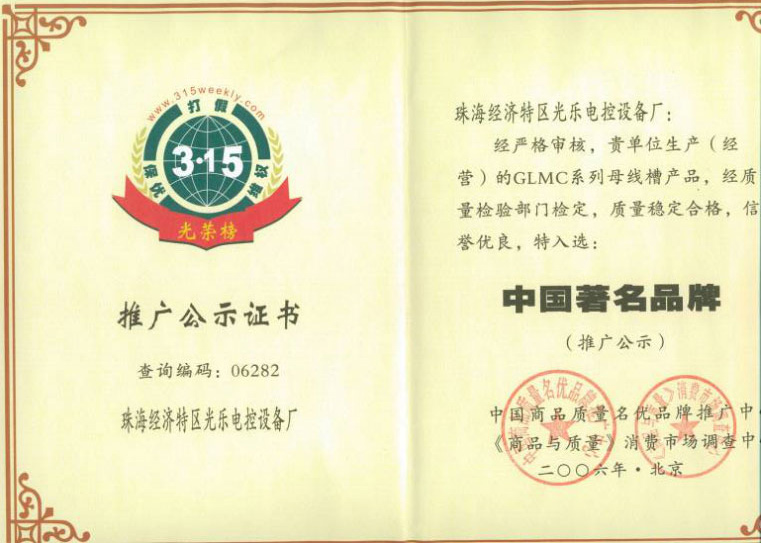 www.315weekly.com
打假
保优
维权
3·15
光荣榜
推广公示证书
查询编码：06282
珠海经济特区光乐电控设备厂
珠海经济特区光乐电控设备厂：
经严格审核，贵单位生产（经
营）的GLMC系列母线槽产品，经质
量检验部门检定，质量稳定合格，信
誉优良，特入选：
中国著名品牌
（推广公示）
中国商品质量名优品牌推广中
《商品与质量》消费市场调查中
二〇〇六年·北京